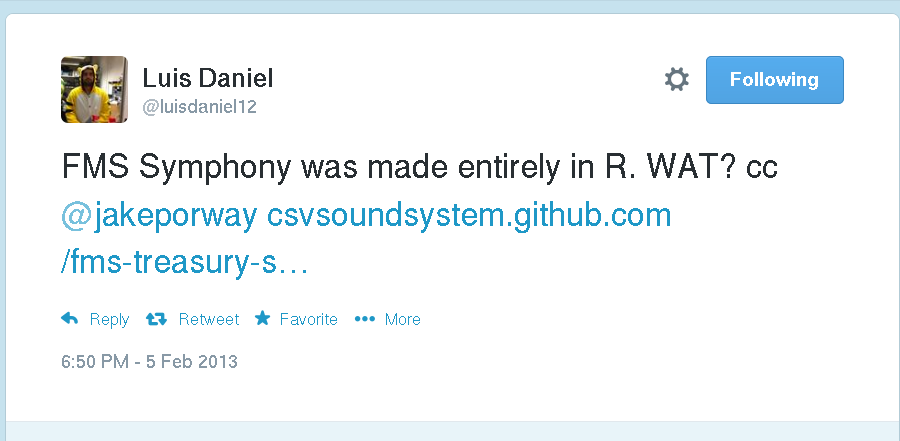 Luis Daniel
@luisdaniel12
Following
FMS Symphony was made entirely in R. WAT? cc
@jakeporway csvsoundsystem.github.com
/fms-treasury-s…
Reply Retweet Favorite More
6:50 PM - 5 Feb 2013